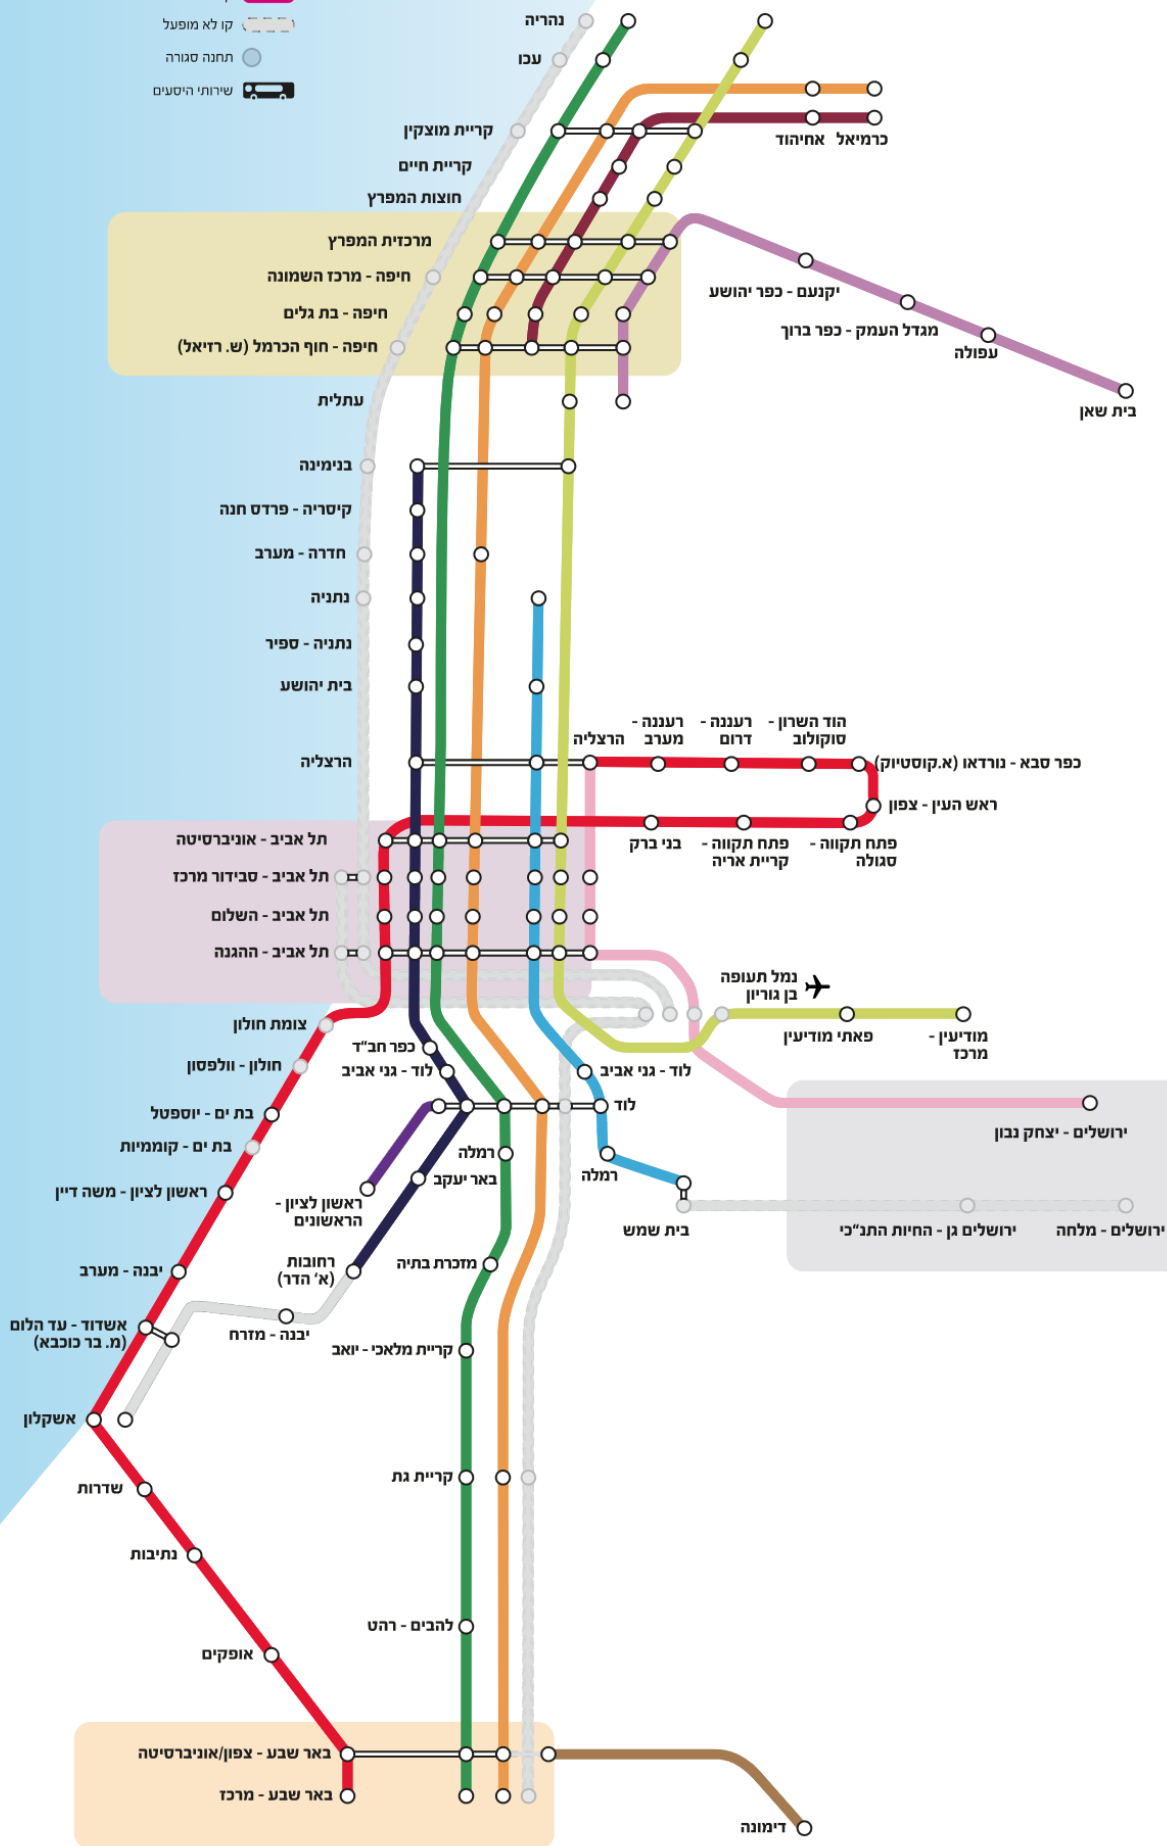 קו לא מופעל
תחנה סגורה
שירותי היסעים
נהריה
עכו
קריית מוצקין
כרמיאל
אחיהוד
קריית חיים
חוצות המפרץ
מרכזית המפרץ
חיפה - מרכז השמונה
יקנעם - כפר יהושע
חיפה - בת גלים
מגדל העמק - כפר ברוך
חיפה - חוף הכרמל (ש. רזיאל)
עפולה
עתלית
בית שאן
בנימינה
קיסריה - פרדס חנה
חדרה - מערב
נתניה
נתניה - ספיר
בית יהושע
הוד השרון -
סוקולוב
רעננה -
דרום
רעננה -
מערב
הרצליה
הרצליה
כפר סבא - נורדאו (א.קוסטיוק)
ראש העין - צפון
תל אביב - אוניברסיטה
פתח תקווה -
סגולה
פתח תקווה -
קריית אריה
בני ברק
תל אביב - סבידור מרכז
תל אביב - השלום
תל אביב - ההגנה
נמל תעופה
בן גוריון
צומת חולון
פאתי מודיעין
מודיעין -
מרכז
כפר חב"ד
חולון - וולפסון
לוד - גני אביב
לוד - גני אביב
בת ים - יוספטל
לוד
ירושלים - יצחק נבון
בת ים - קוממיות
רמלה
רמלה
באר יעקב
ראשון לציון - משה דיין
ראשון לציון -
הראשונים
בית שמש
ירושלים גן - החיות התנ"כי
ירושלים - מלחה
יבנה - מערב
רחובות
(א' הדר)
מזכרת בתיה
אשדוד - עד הלום
(מ. בר כוכבא)
יבנה - מזרח
קריית מלאכי - יואב
אשקלון
קריית גת
שדרות
נתיבות
להבים - רהט
אופקים
באר שבע - צפון/אוניברסיטה
באר שבע - מרכז
דימונה